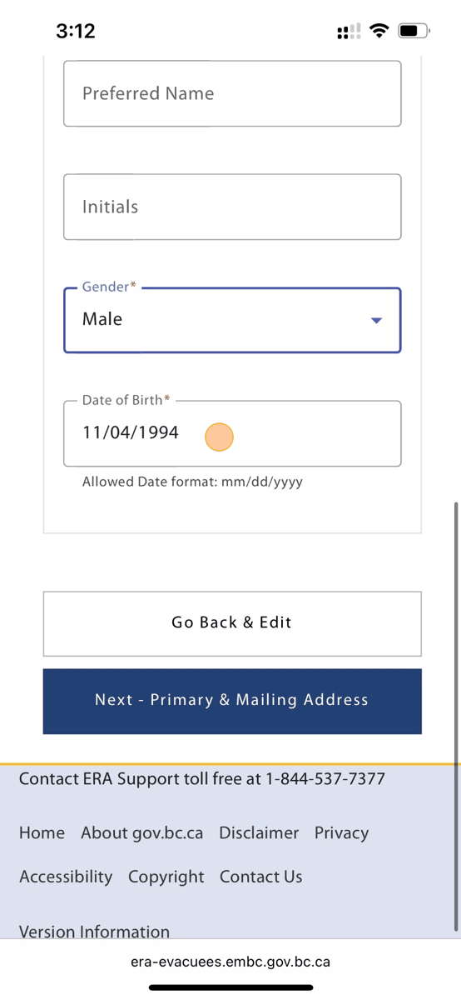 3:12
Preferred Name
Initials
Gender*
Male
Date of Birth*
11/04/1994
Allowed Date format: mm/dd/yyyy
Go Back & Edit
Next - Primary & Mailing Address
Contact ERA Support toll free at 1-844-537-7377
Home About gov.bc.ca Disclaimer Privacy
Accessibility Copyright Contact Us
Version Information
era-evacuees.embc.gov.bc.ca